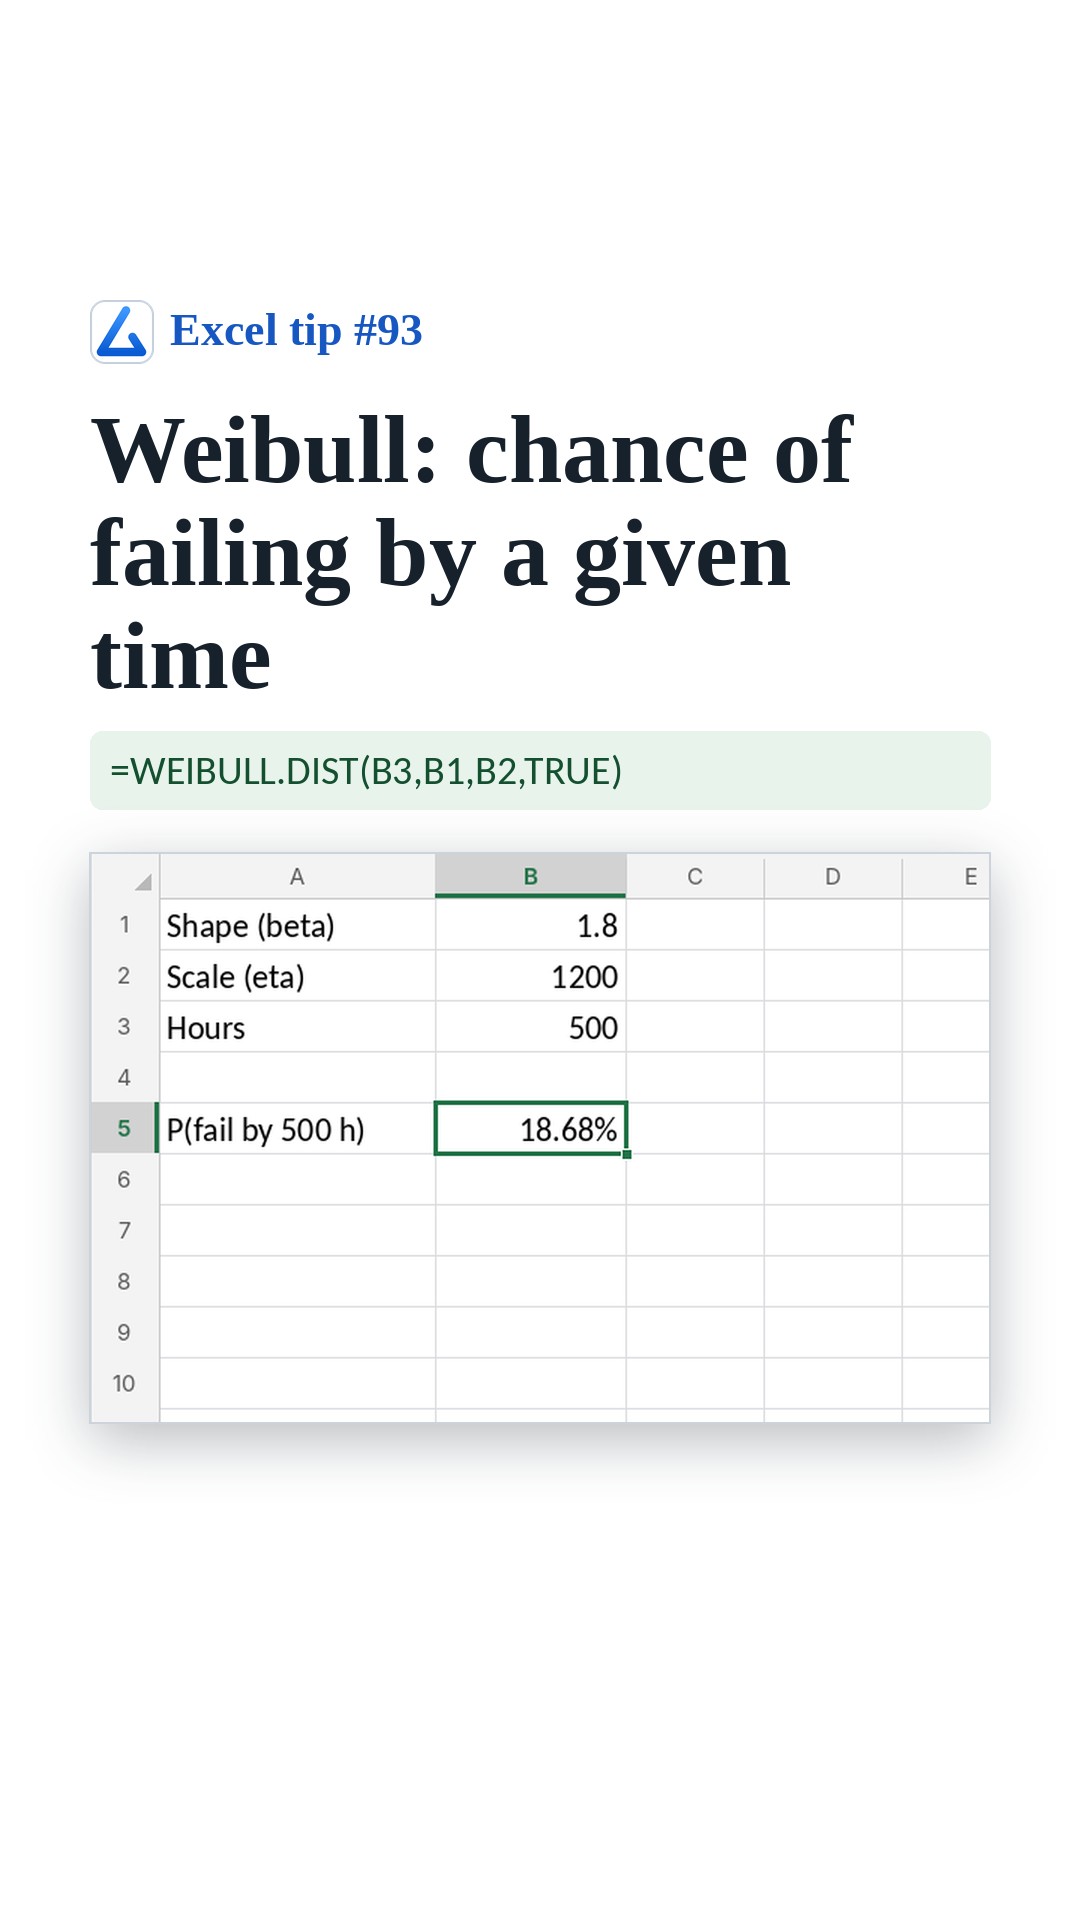 Excel tip #93
Weibull: chance of
failing by a given
time
=WEIBULL.DIST(B3,B1,B2,TRUE)
A B C D E
1 Shape (beta) 1.8
2 Scale (eta) 1200
3 Hours 500
4
5 P(fail by 500 h) 18.68%
6
7
8
9
10